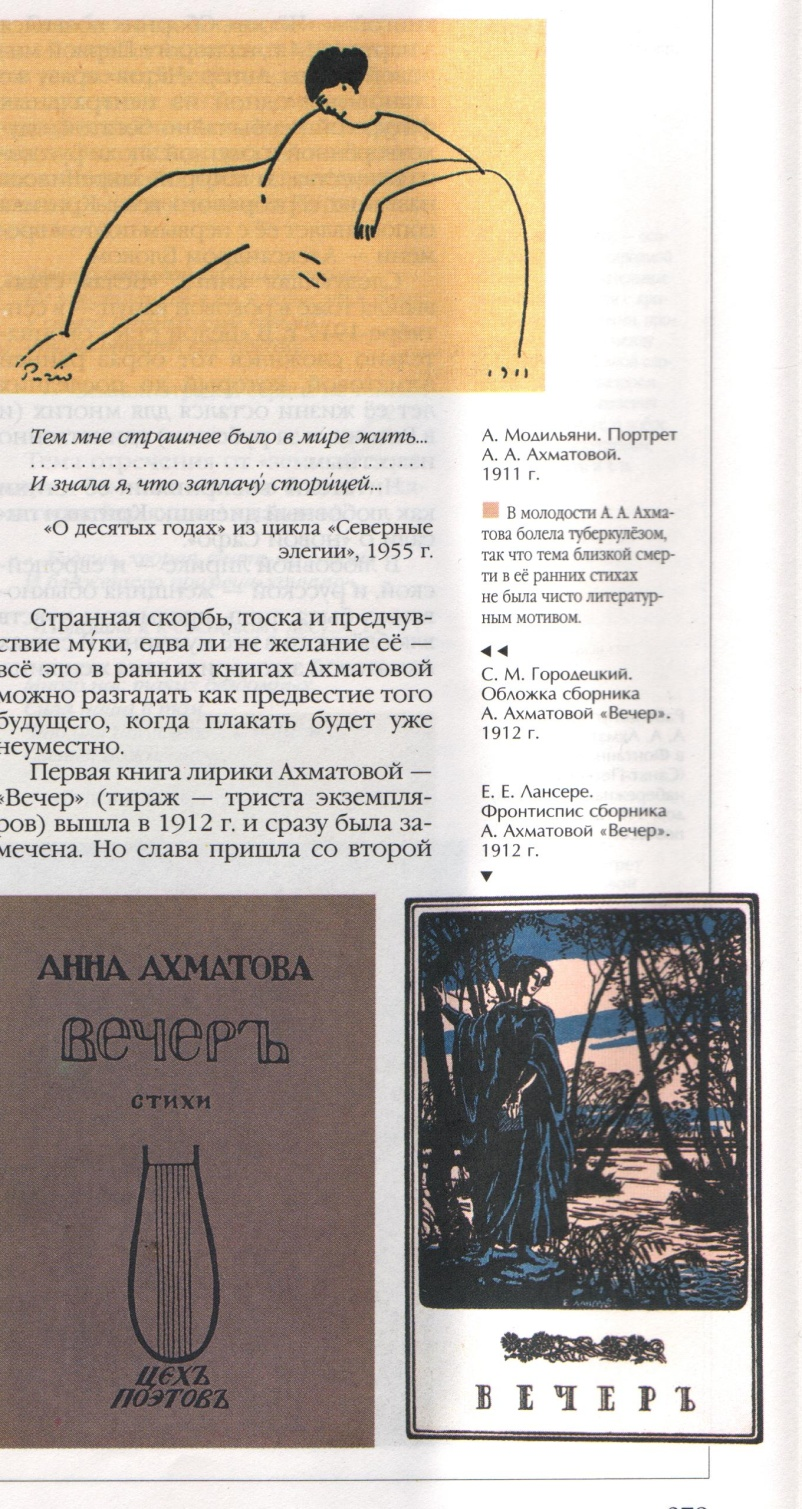 1911
Тем мне страшнее было в ми́ре жить...
И знала я, что заплачу́ стори́цей...
«О десятых годах» из цикла «Северные
элегии», 1955 г.
Странная скорбь, тоска и предчув-
ствие му́ки, едва ли не желание её —
всё это в ранних книгах Ахматовой
можно разгадать как предвестие того
будущего, когда плакать будет уже
неуместно.
Первая книга лирики Ахматовой —
«Вечер» (тираж — триста экземпля-
ров) вышла в 1912 г. и сразу была за-
мечена. Но слава пришла со второй
А. Модильяни. Портрет
А. А. Ахматовой.
1911 г.
В молодости А. А. Ахма-
това болела туберкулёзом,
так что тема близкой смер-
ти в её ранних стихах
не была чисто литератур-
ным мотивом.
С. М. Городецкий.
Обложка сборника
А. Ахматовой «Вечер».
1912 г.
Е. Е. Лансере.
Фронтиспис сборника
А. Ахматовой «Вечер».
1912 г.
АННА АХМАТОВА
ВЕЧЕРЪ
СТИХИ
ЦЕХЪ
ПОЭТОВЪ
ВЕЧЕРЪ